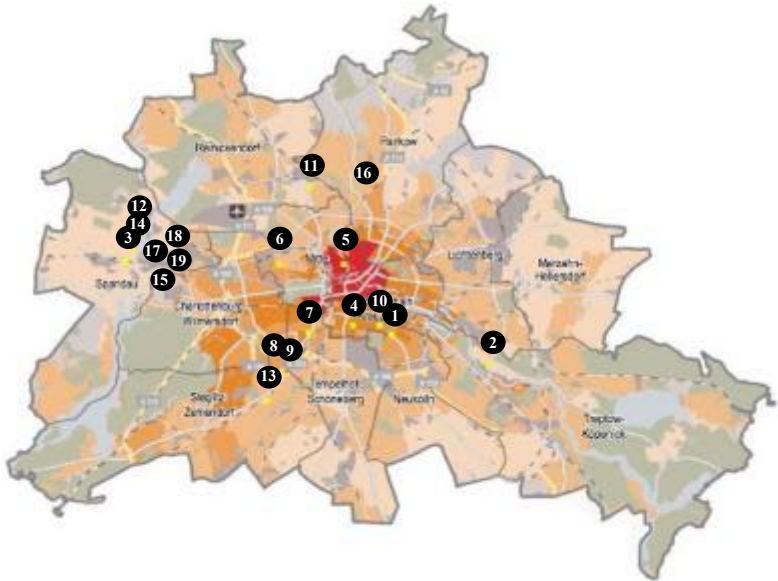 Reinickendorf
Pankow
11
16
12
14
3
18
17
19
15
6
5
Mitte
Lichtenberg
Marzahn-
Hellersdorf
Spandau
Charlottenburg
Wilmersdorf
7
4
10
1
2
8
9
13
Steglitz
Zehlendorf
Tempelhof
Schöneberg
Neukölln
Treptow-
Köpenick